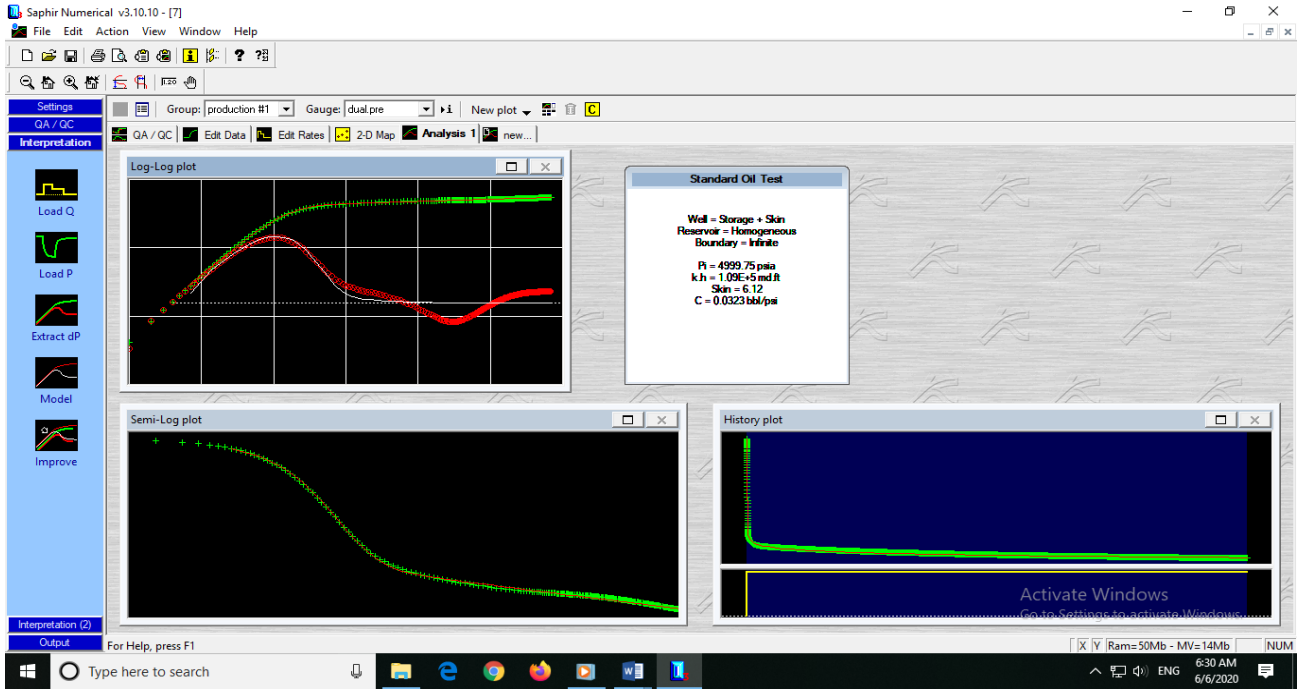 Saphir Numerical v3.10.10 - [7]
File Edit Action View Window Help
Settings
QA / QC
Interpretation
Load Q
Load P
Extract dP
Model
Improve
Interpretation (2)
Output
Group: production #1 Gauge: dual.pre New plot C
QA / QC Edit Data Edit Rates 2-D Map Analysis 1 new...
Log-Log plot
Standard Oil Test
Well = Storage + Skin
Reservoir = Homogeneous
Boundary = Infinite
Pi = 4999.75 psia
k.h = 1.09E+5 md.ft
Skin = 6.12
C = 0.0323 bbl/psi
Semi-Log plot
History plot
Activate Windows
Go to Settings to activate Windows.
For Help, press F1
X Y Ram=50Mb - MV=14Mb NUM
Type here to search
ENG
6:30 AM
6/6/2020